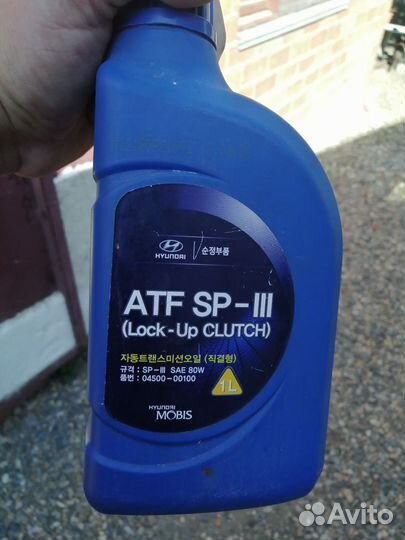 HYUNDAI 순정부품
ATF SP-III
(Lock-Up CLUTCH)
자동트랜스미션오일 (직결형)
규격 : SP-III SAE 80W
품번 : 04500-00100
1L
HYUNDAI
MOBIS
Avito